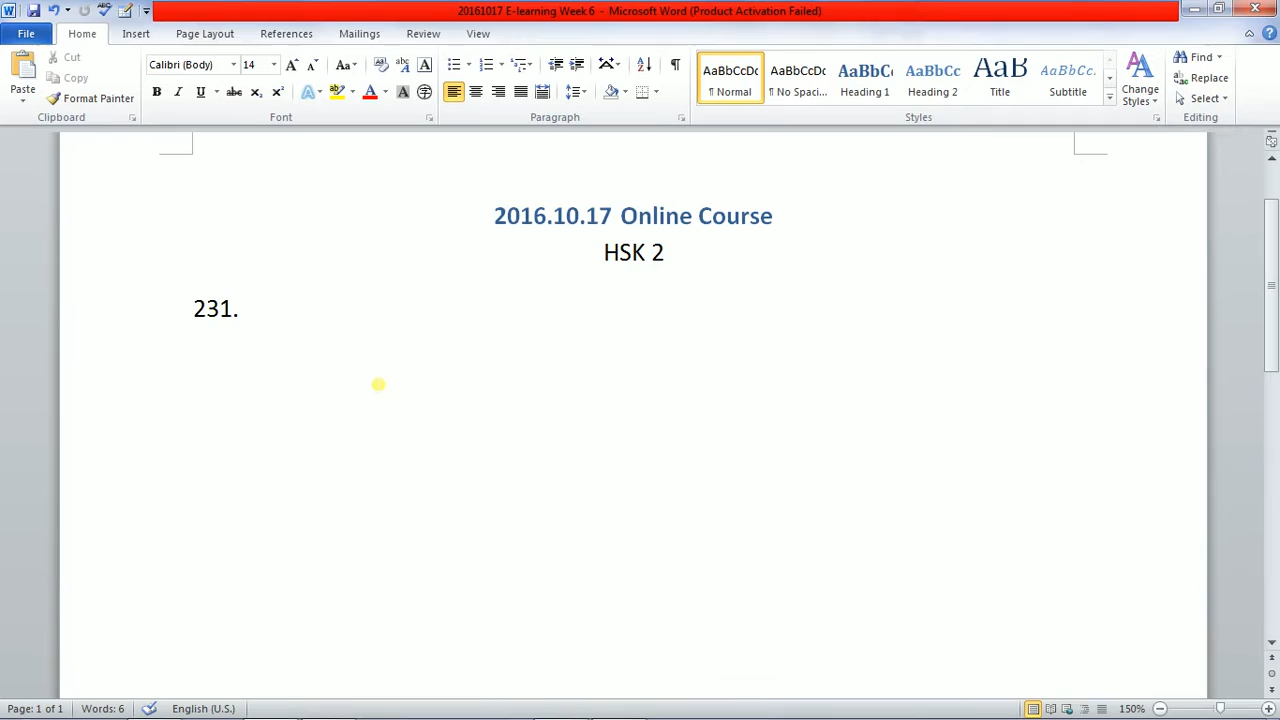 20161017 E-learning Week 6 - Microsoft Word (Product Activation Failed)
File Home Insert Page Layout References Mailings Review View
Paste
Cut
Copy
Format Painter
Clipboard
Calibri (Body) 14
Font
Paragraph
AaBbCcDc AaBbCcDc AaBbC AaBbCc AaB AaBbCc.
¶ Normal ¶ No Spaci... Heading 1 Heading 2 Title Subtitle
Change Styles
Styles
Find
Replace
Select
Editing
2016.10.17 Online Course
HSK 2
231.
Page: 1 of 1 Words: 6 English (U.S.) 150%